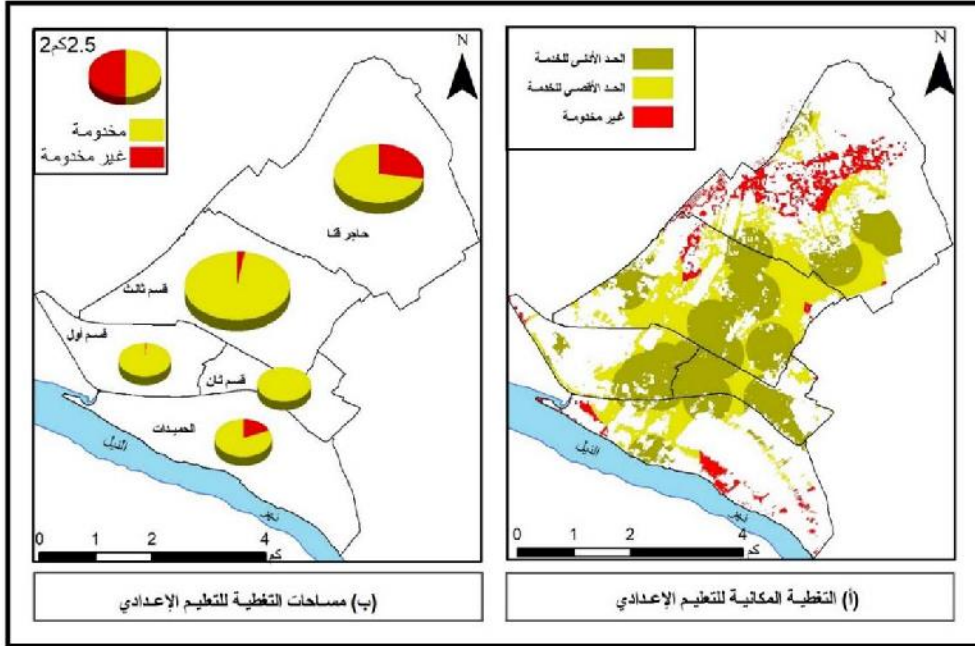 2.5كم2
مخدومة
غير مخدومة
N
حاجر قنا
قسم ثالث
قسم أول
قسم ثان
الحميدات
نهر النيل
0 1 2 4
كم
(ب) مساحات التغطية للتعليم الإعدادي
الحد الأدنى للخدمة
الحد الأقصى للخدمة
غير مخدومة
N
نهر النيل
0 1 2 4
كم
(أ) التغطية المكانية للتعليم الإعدادي